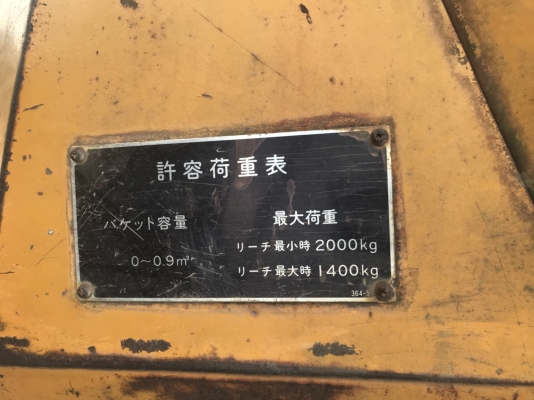 許容荷重表
バケット容量
0〜0.9㎥
最大荷重
リーチ最小時 2000kg
リーチ最大時 1400kg